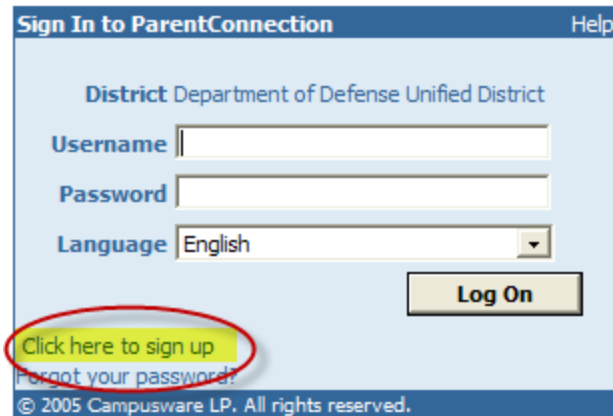 Sign In to ParentConnection Help
District Department of Defense Unified District
Username
Password
Language English
Log On
Click here to sign up
Forgot your password?
© 2005 Campusware LP. All rights reserved.